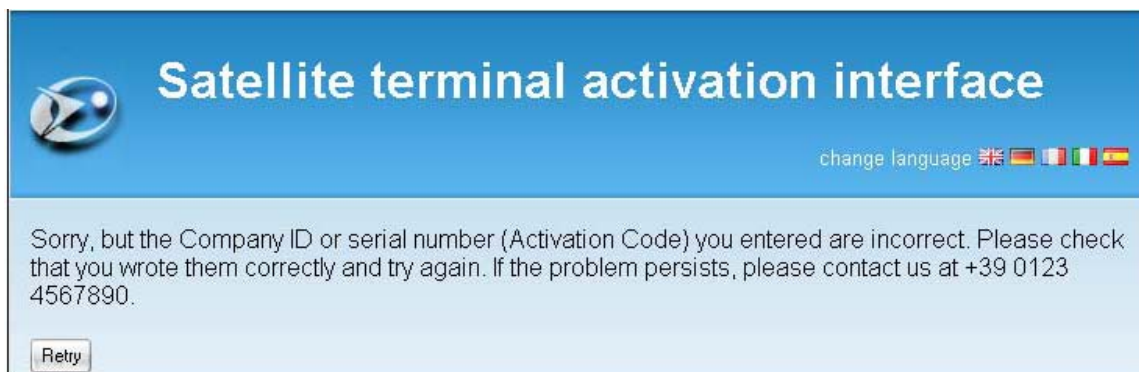 Satellite terminal activation interface
change language
Sorry, but the Company ID or serial number (Activation Code) you entered are incorrect. Please check
that you wrote them correctly and try again. If the problem persists, please contact us at +39 0123
4567890.
Retry